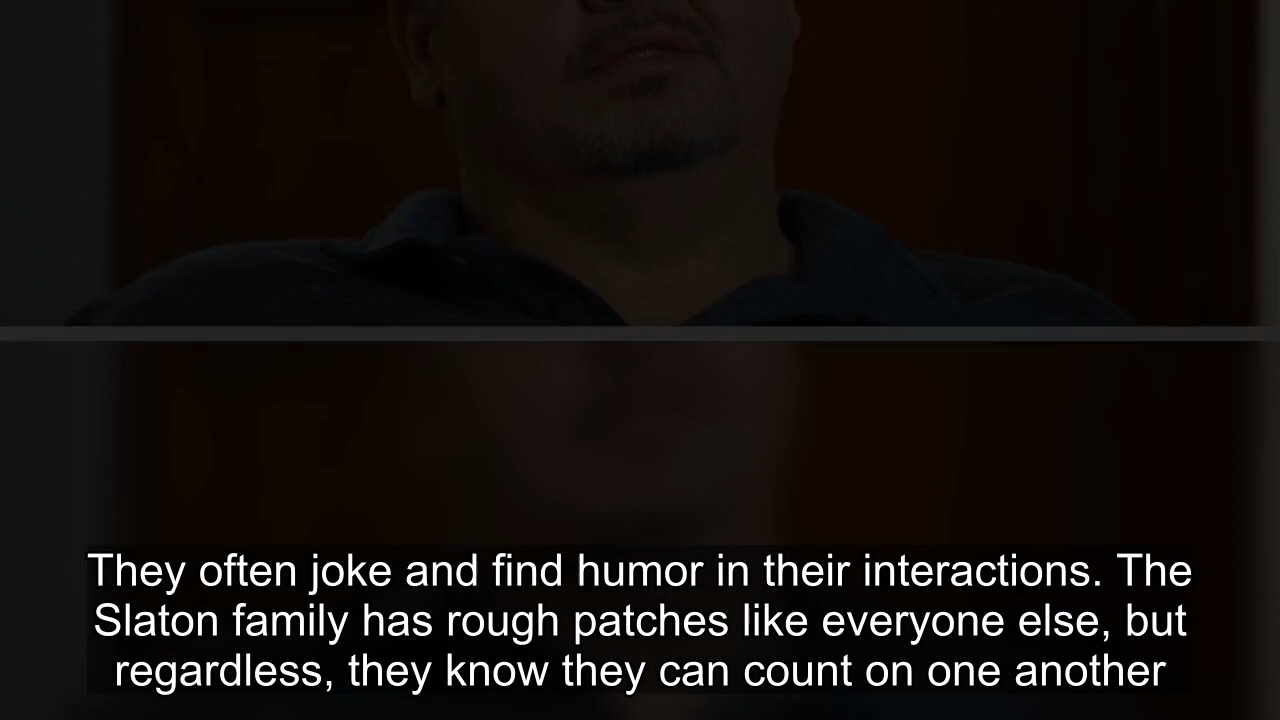 They often joke and find humor in their interactions. The
Slaton family has rough patches like everyone else, but
regardless, they know they can count on one another